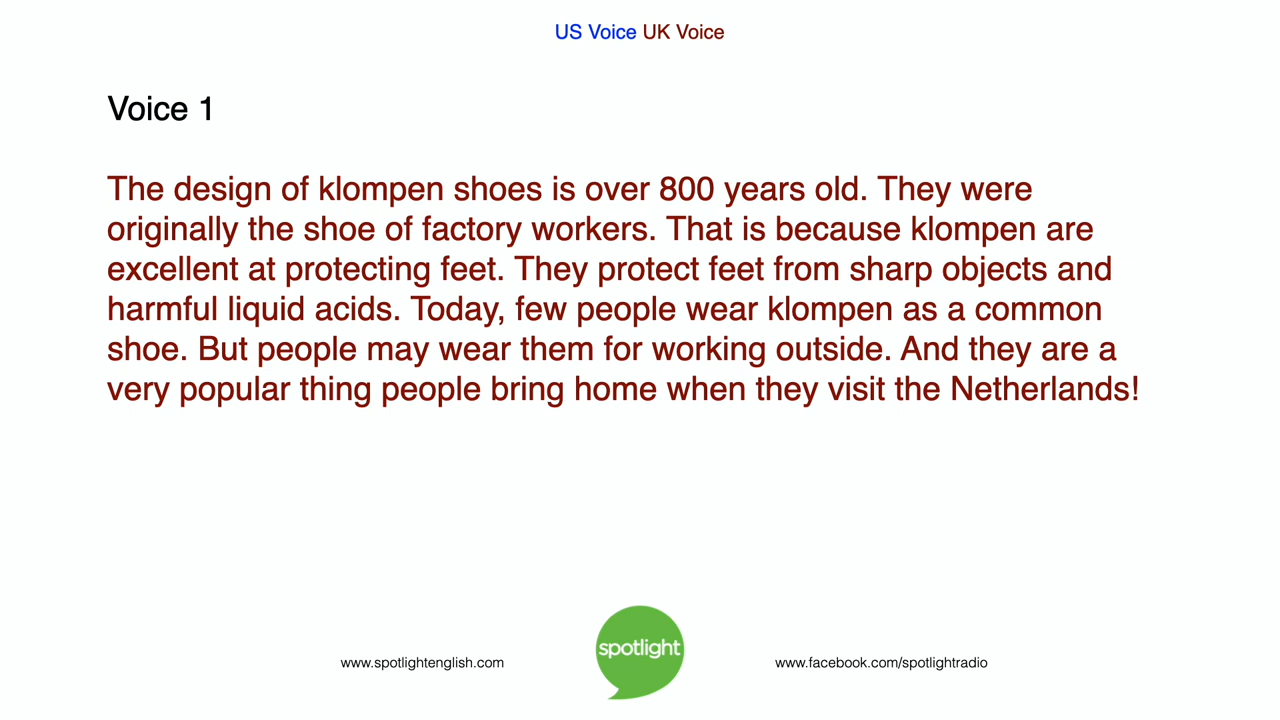 US Voice UK Voice
Voice 1
The design of klompen shoes is over 800 years old. They were
originally the shoe of factory workers. That is because klompen are
excellent at protecting feet. They protect feet from sharp objects and
harmful liquid acids. Today, few people wear klompen as a common
shoe. But people may wear them for working outside. And they are a
very popular thing people bring home when they visit the Netherlands!
www.spotlightenglish.com
spotlight
www.facebook.com/spotlightradio